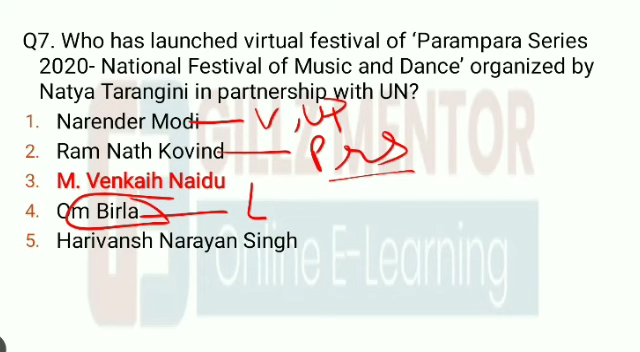 Q7. Who has launched virtual festival of ‘Parampara Series
2020- National Festival of Music and Dance’ organized by
Natya Tarangini in partnership with UN?
1. Narender Modi — V, UP
2. Ram Nath Kovind — Prs
3. M. Venkaih Naidu
4. Om Birla — L
5. Harivansh Narayan Singh
MENTOR
Online E-Learning